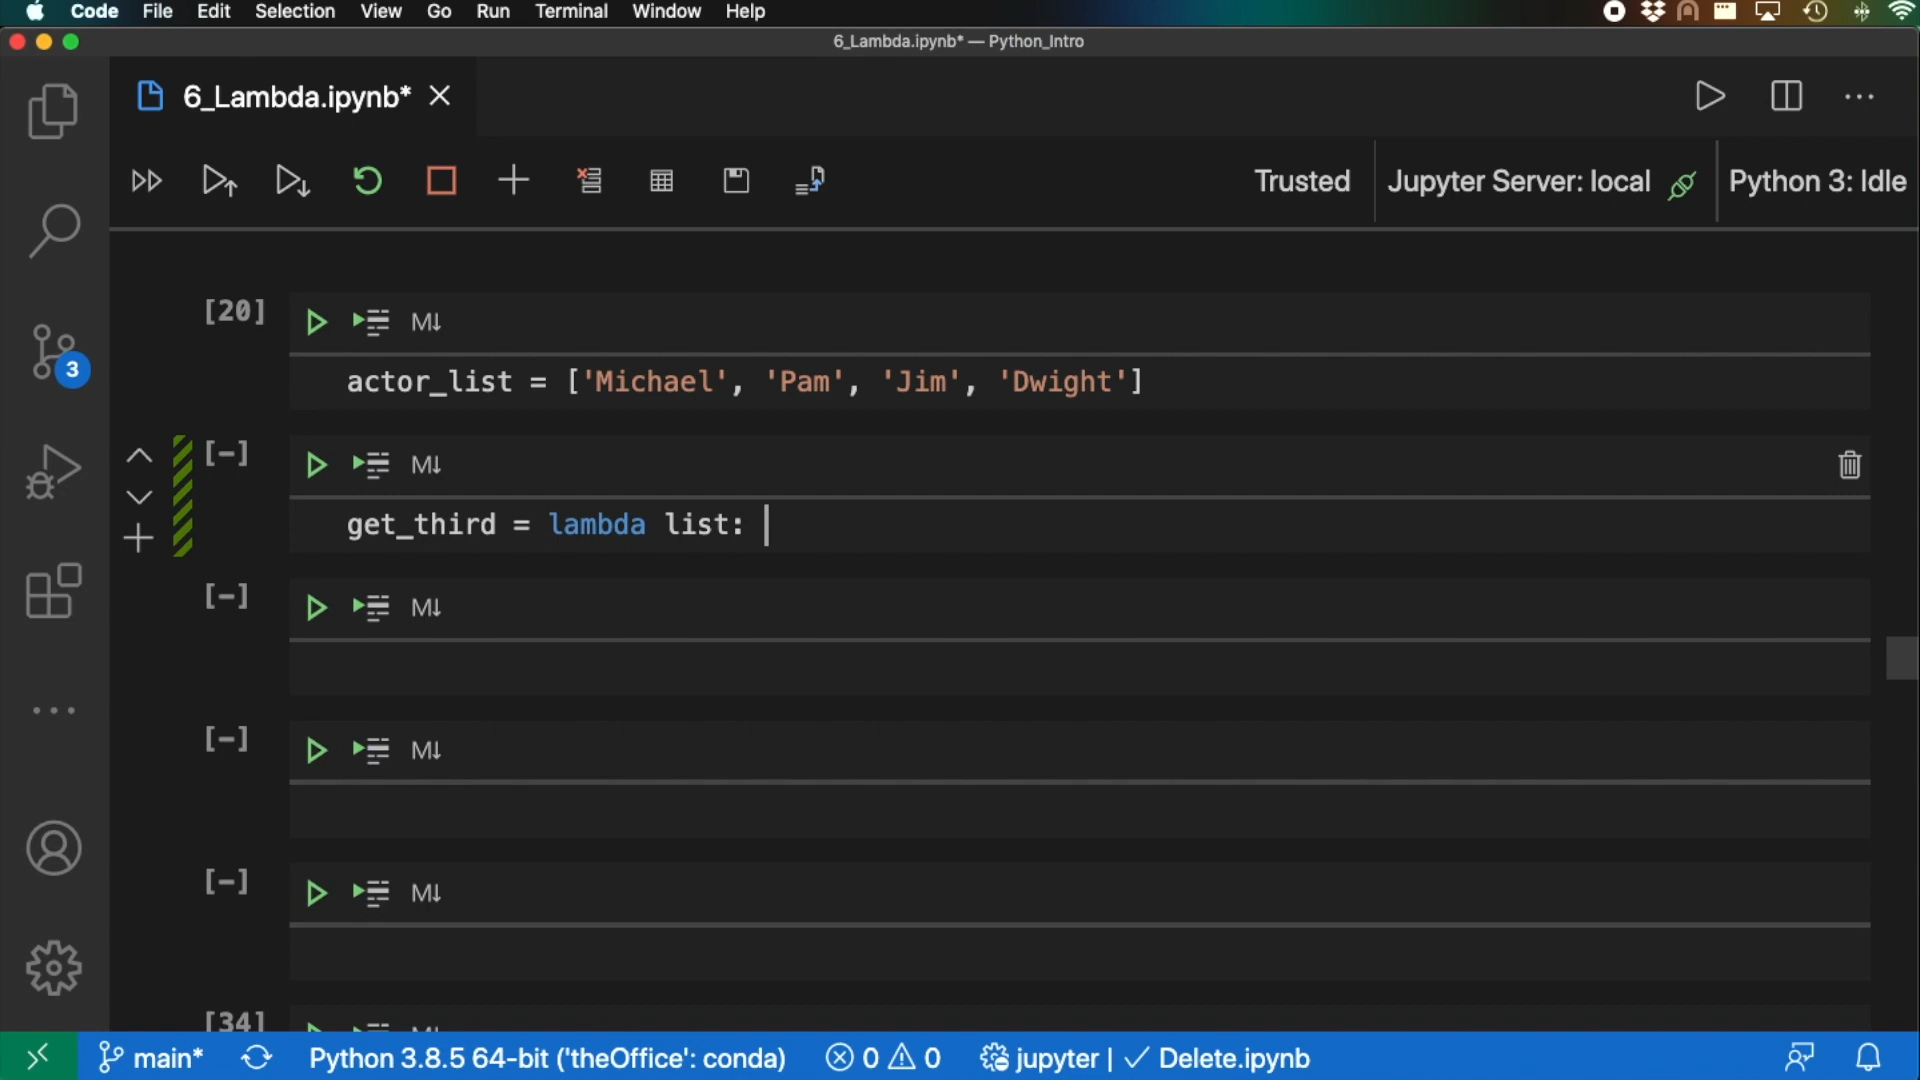 Code File Edit Selection View Go Run Terminal Window Help
6_Lambda.ipynb* — Python_Intro
6_Lambda.ipynb*
Trusted Jupyter Server: local Python 3: Idle
[20] M↓
actor_list = ['Michael', 'Pam', 'Jim', 'Dwight']
[-] M↓
get_third = lambda list:
[-] M↓
[-] M↓
[-] M↓
[34] M↓
3
main* Python 3.8.5 64-bit ('theOffice': conda) 0 0 jupyter | ✓ Delete.ipynb